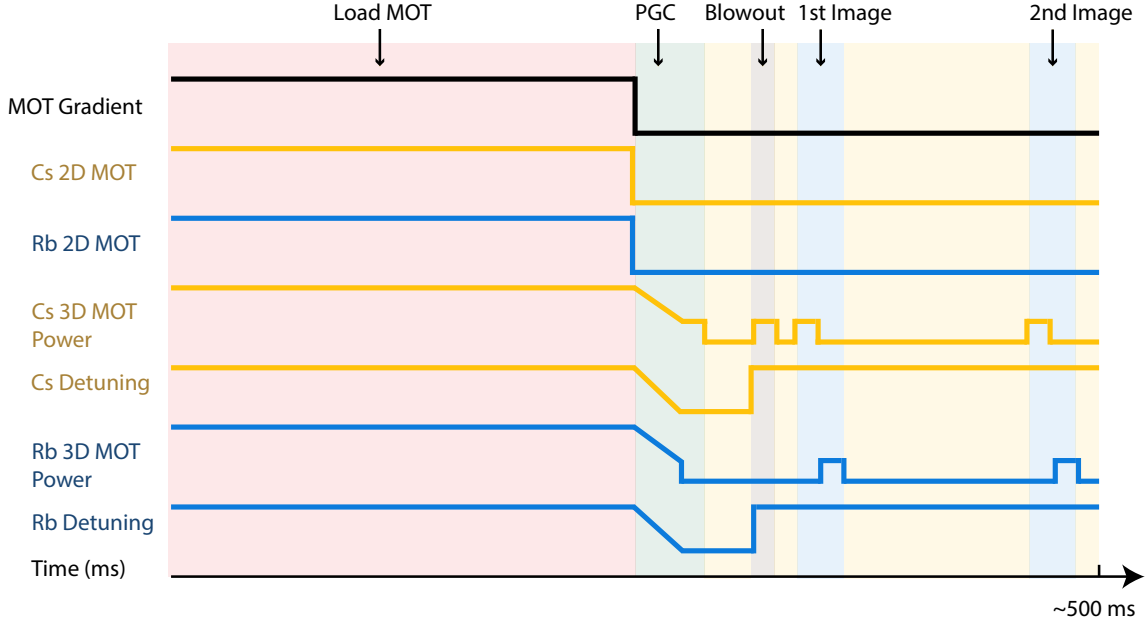 Load MOT
PGC
Blowout
1st Image
2nd Image
MOT Gradient
Cs 2D MOT
Rb 2D MOT
Cs 3D MOT
Power
Cs Detuning
Rb 3D MOT
Power
Rb Detuning
Time (ms)
~500 ms